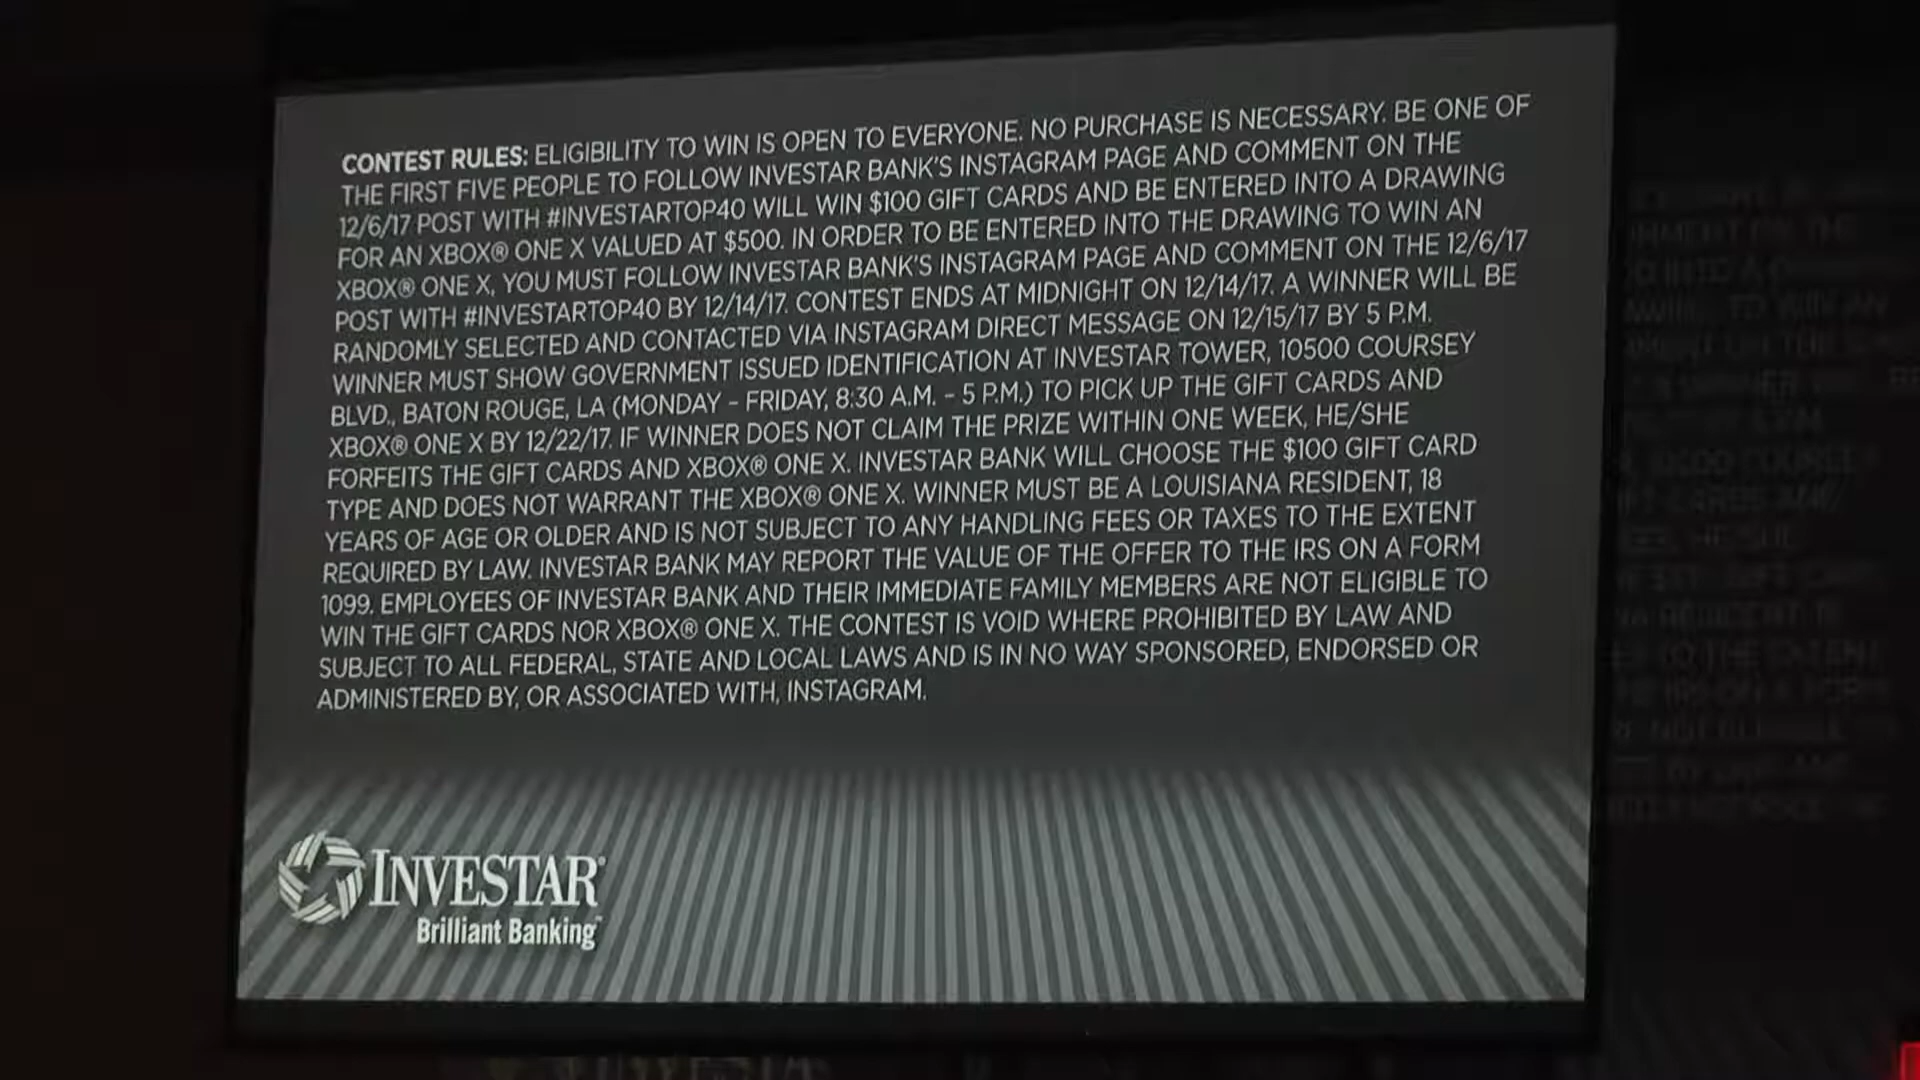 CONTEST RULES: ELIGIBILITY TO WIN IS OPEN TO EVERYONE. NO PURCHASE IS NECESSARY. BE ONE OF
THE FIRST FIVE PEOPLE TO FOLLOW INVESTAR BANK'S INSTAGRAM PAGE AND COMMENT ON THE
12/6/17 POST WITH #INVESTARTOP40 WILL WIN $100 GIFT CARDS AND BE ENTERED INTO A DRAWING
FOR AN XBOX® ONE X VALUED AT $500. IN ORDER TO BE ENTERED INTO THE DRAWING TO WIN AN
XBOX® ONE X, YOU MUST FOLLOW INVESTAR BANK'S INSTAGRAM PAGE AND COMMENT ON THE 12/6/17
POST WITH #INVESTARTOP40 BY 12/14/17. CONTEST ENDS AT MIDNIGHT ON 12/14/17. A WINNER WILL BE
RANDOMLY SELECTED AND CONTACTED VIA INSTAGRAM DIRECT MESSAGE ON 12/15/17 BY 5 P.M.
WINNER MUST SHOW GOVERNMENT ISSUED IDENTIFICATION AT INVESTAR TOWER, 10500 COURSEY
BLVD., BATON ROUGE, LA (MONDAY - FRIDAY, 8:30 A.M. - 5 P.M.) TO PICK UP THE GIFT CARDS AND
XBOX® ONE X BY 12/22/17. IF WINNER DOES NOT CLAIM THE PRIZE WITHIN ONE WEEK, HE/SHE
FORFEITS THE GIFT CARDS AND XBOX® ONE X. INVESTAR BANK WILL CHOOSE THE $100 GIFT CARD
TYPE AND DOES NOT WARRANT THE XBOX® ONE X. WINNER MUST BE A LOUISIANA RESIDENT, 18
YEARS OF AGE OR OLDER AND IS NOT SUBJECT TO ANY HANDLING FEES OR TAXES TO THE EXTENT
REQUIRED BY LAW. INVESTAR BANK MAY REPORT THE VALUE OF THE OFFER TO THE IRS ON A FORM
1099. EMPLOYEES OF INVESTAR BANK AND THEIR IMMEDIATE FAMILY MEMBERS ARE NOT ELIGIBLE TO
WIN THE GIFT CARDS NOR XBOX® ONE X. THE CONTEST IS VOID WHERE PROHIBITED BY LAW AND
SUBJECT TO ALL FEDERAL, STATE AND LOCAL LAWS AND IS IN NO WAY SPONSORED, ENDORSED OR
ADMINISTERED BY, OR ASSOCIATED WITH, INSTAGRAM.
INVESTAR®
Brilliant Banking™